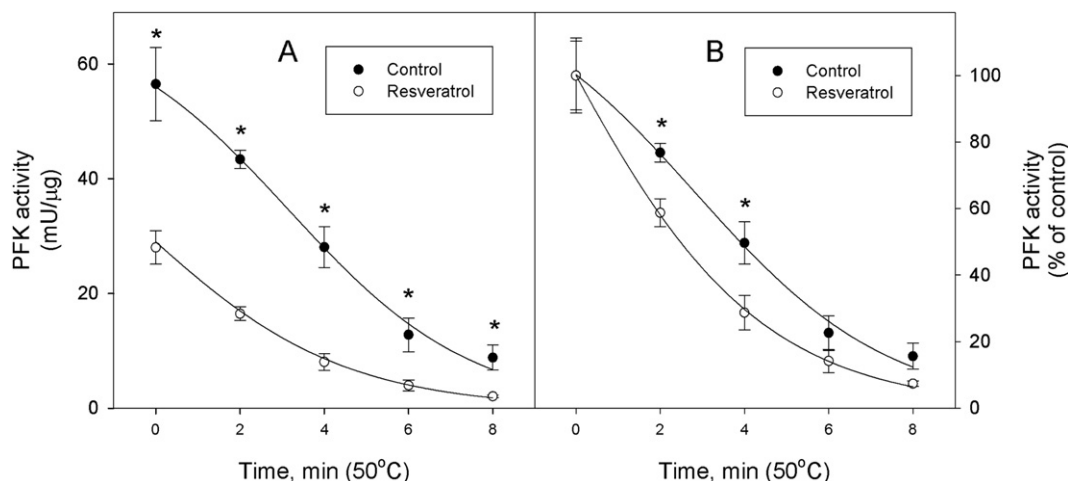 PFK activity
(mU/μg)
60
40
20
0
A
Control
Resveratrol
*
*
*
*
*
0 2 4 6 8
Time, min (50°C)
B
Control
Resveratrol
*
*
0 2 4 6 8
Time, min (50°C)
100
80
60
40
20
0
PFK activity
(% of control)